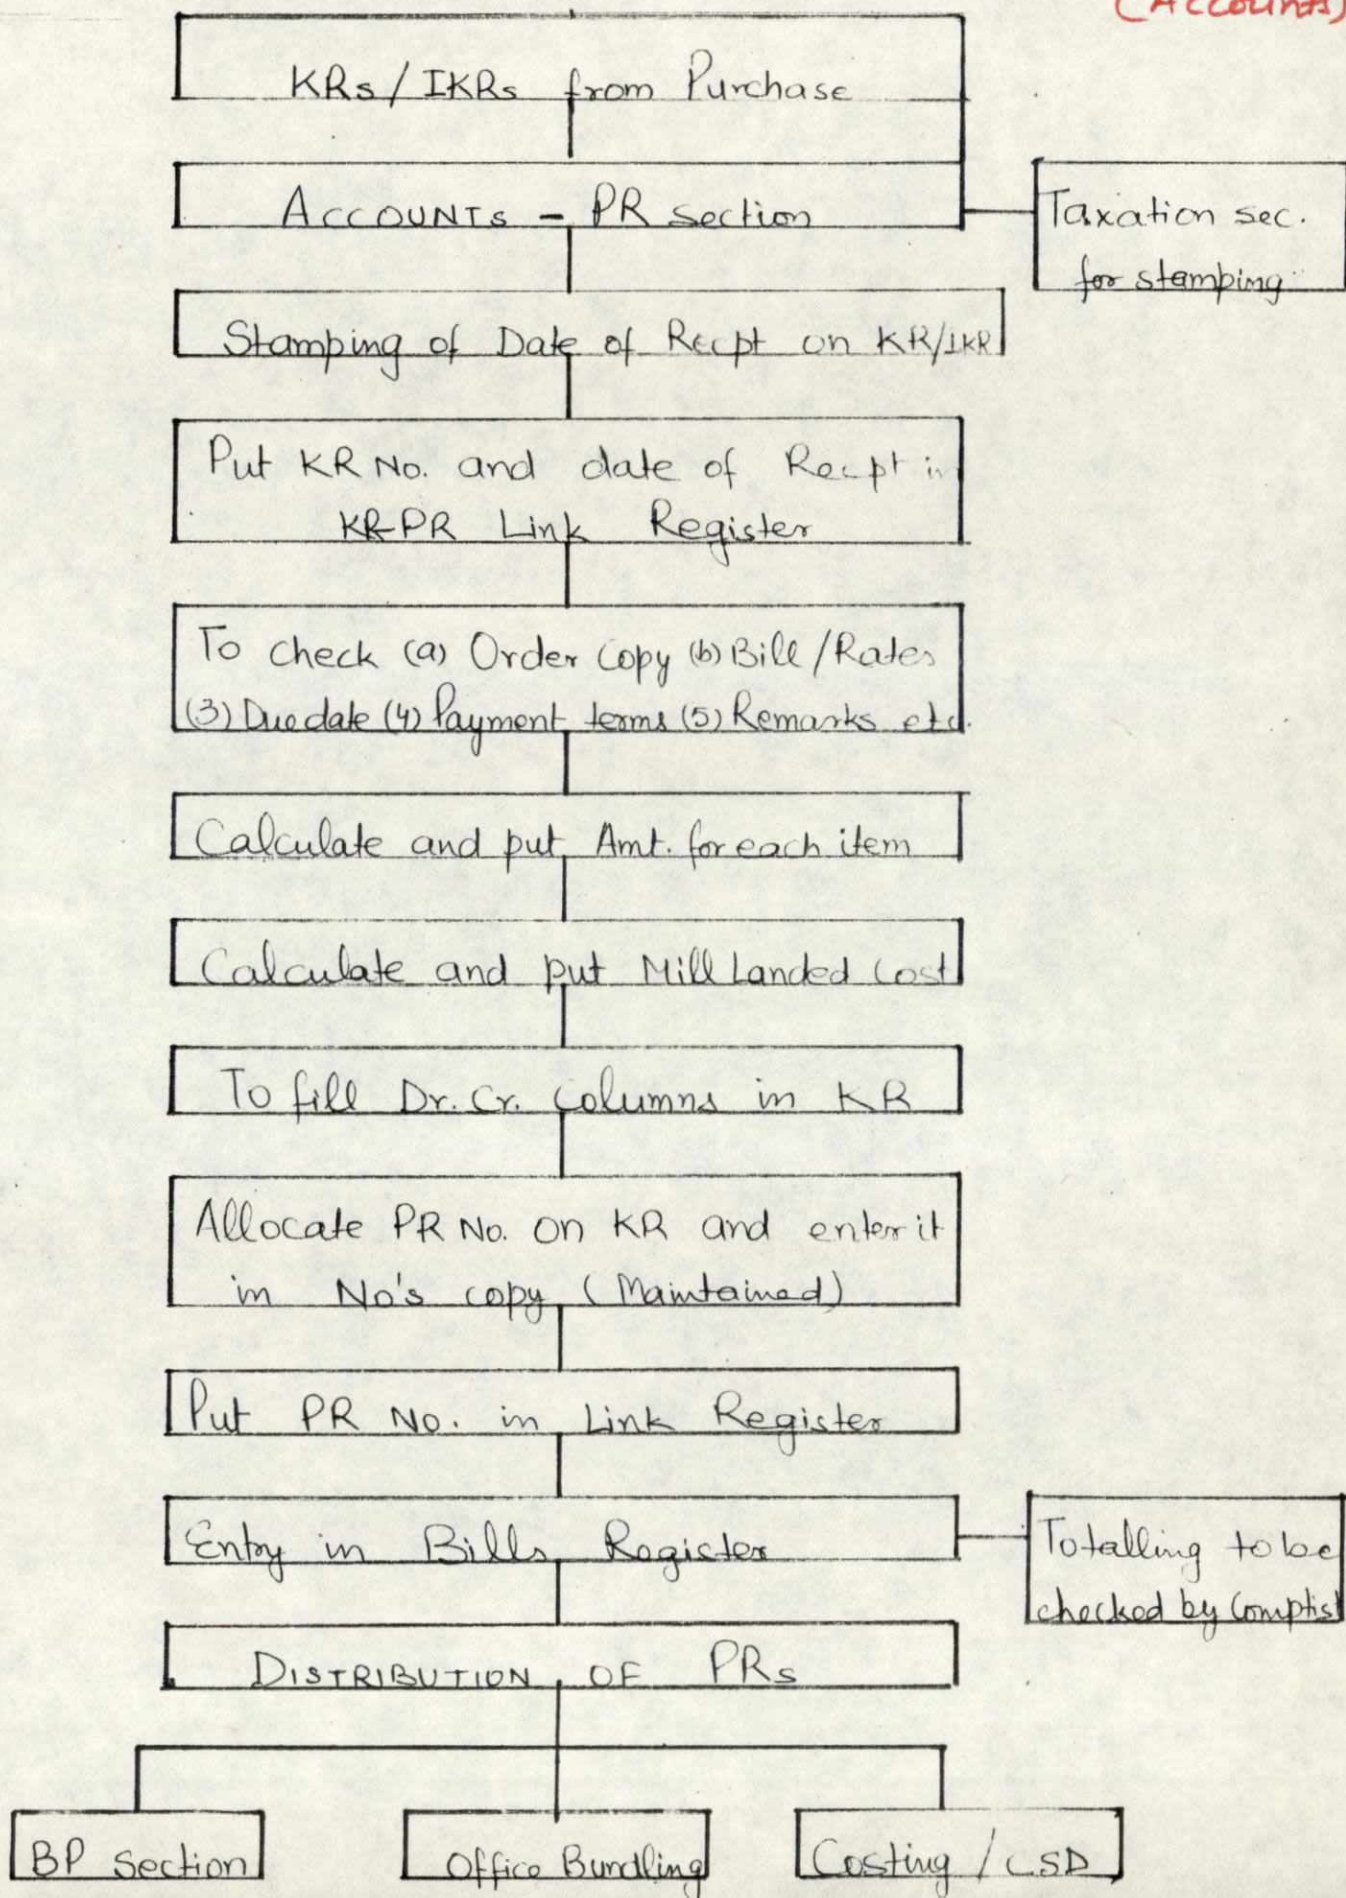 (Accounts)
KRs/IKRs from Purchase
ACCOUNTs - PR section
Taxation sec.
for stamping
Stamping of Date of Recpt on KR/IKR
Put KR No. and date of Recpt in
KR-PR Link Register
To check (a) Order Copy (b) Bill/Rates
(3) Due date (4) Payment terms (5) Remarks etc.
Calculate and put Amt. for each item
Calculate and put Mill Landed Cost
To fill Dr. Cr. Columns in KR
Allocate PR No. on KR and enter it
in No's copy (Maintained)
Put PR No. in Link Register
Entry in Bills Register
Totalling to be
checked by Comptist
DISTRIBUTION OF PRs
BP Section
Office Bundling
Costing / CSD